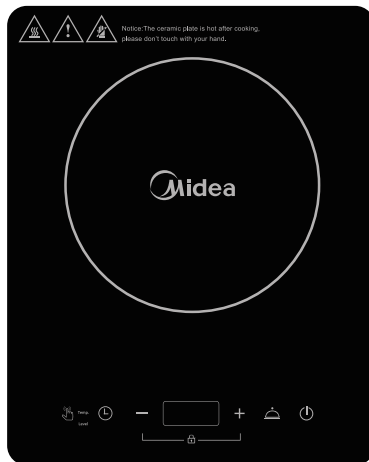 Notice:The ceramic plate is hot after cooking,
please don't touch with your hand.
Midea
Temp.
Level